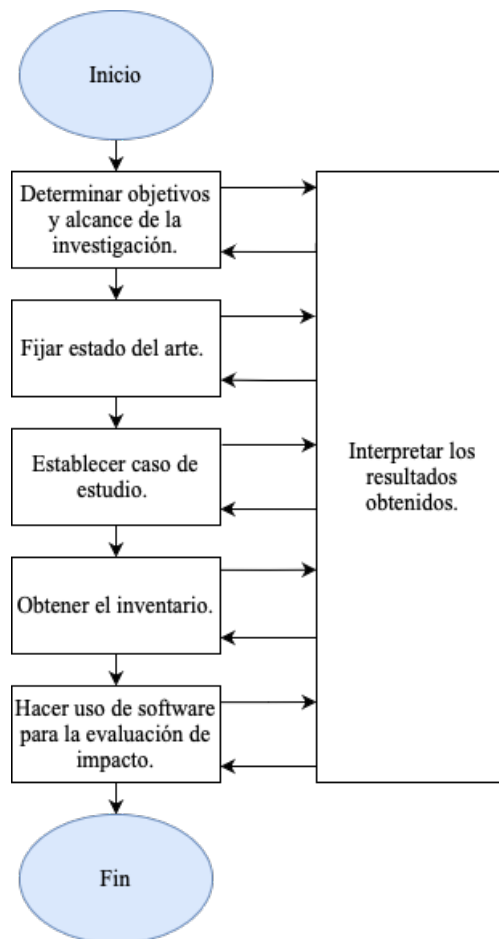 Inicio
Determinar objetivos
y alcance de la
investigación.
Fijar estado del arte.
Establecer caso de
estudio.
Interpretar los
resultados
obtenidos.
Obtener el inventario.
Hacer uso de software
para la evaluación de
impacto.
Fin